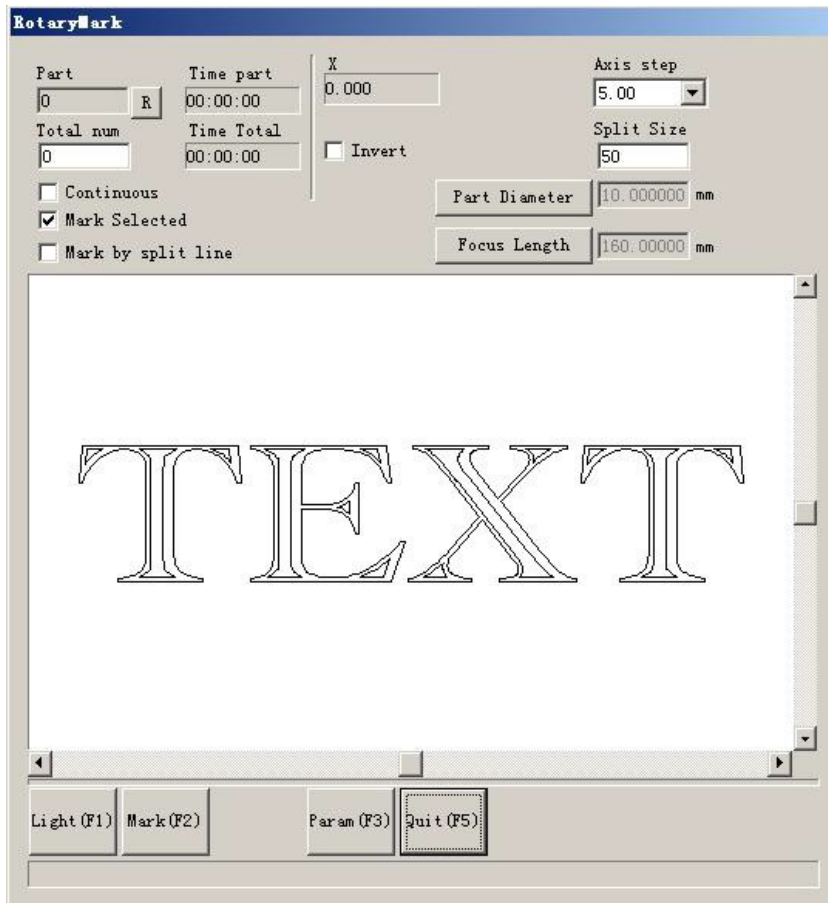 RotaryMark
Part
0
R
Time part
00:00:00
Total num
0
Time Total
00:00:00
X
0.000
Invert
Axis step
5.00
Split Size
50
Continuous
Mark Selected
Mark by split line
Part Diameter
10.000000 mm
Focus Length
160.00000 mm
TEXT
Light(F1)
Mark(F2)
Param(F3)
Quit(F5)